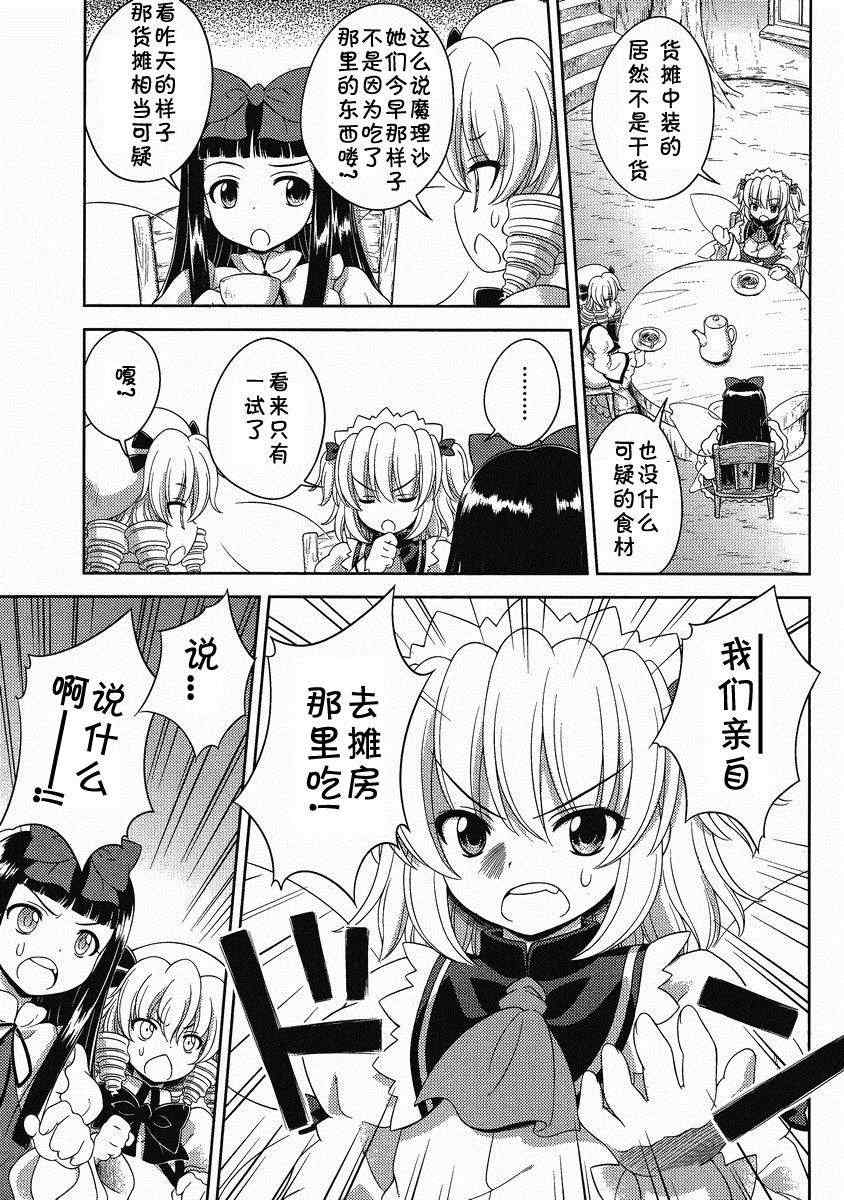 货摊中装的
居然不是干货
也没什么
可疑的食材
这么说魔理沙
她们今早那样子
不是因为吃了
那里的东西喽?
看昨天的样子
那货摊相当可疑
………
看来只有
一试了
嘎?
——我们亲自
去摊房
那里吃!
ドン
说…
说什么
啊——!!